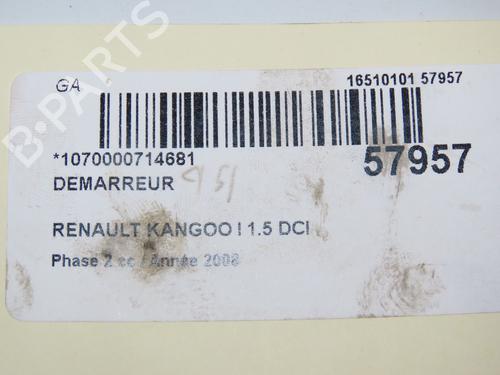 GA
16510101 57957
*1070000714681
57957
DEMARREUR
RENAULT KANGOO I 1.5 DCI
Phase 2 cc / Année 2008
B-PARTS